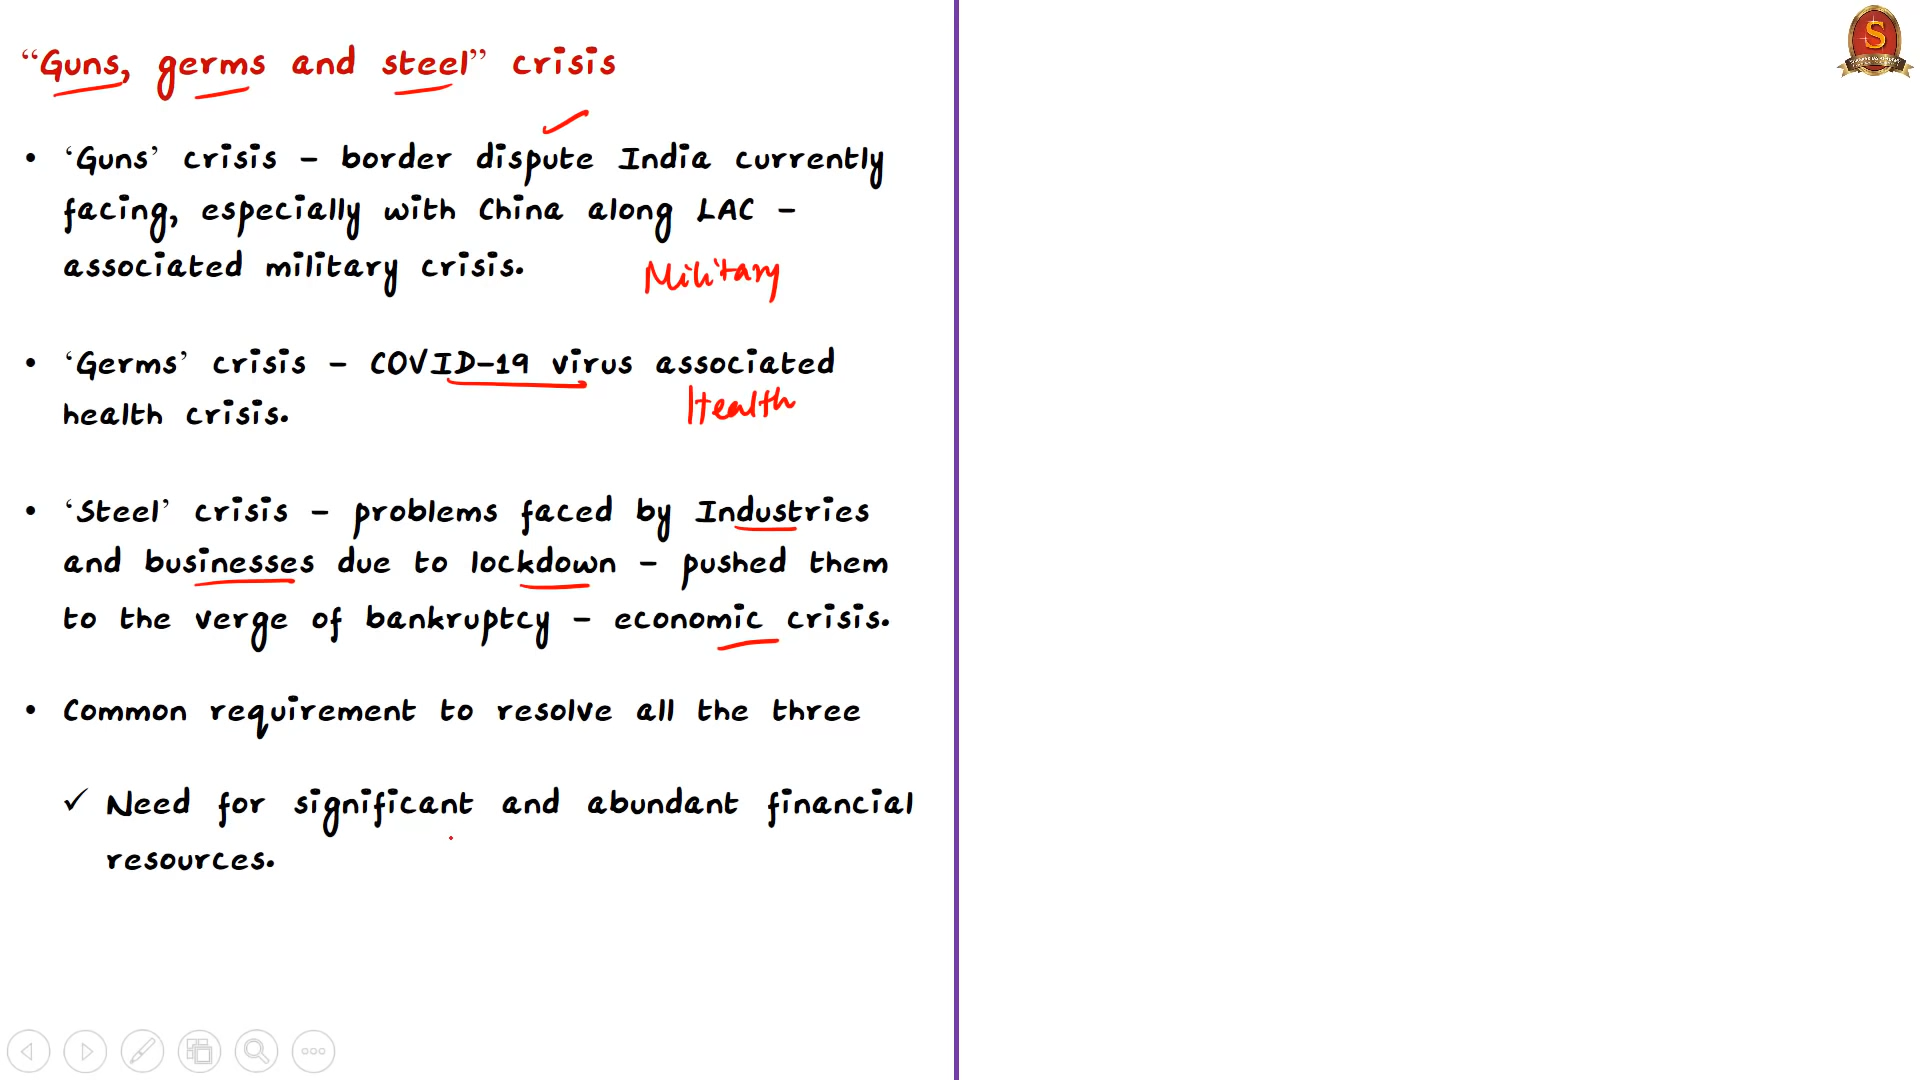 “Guns, germs and steel” crisis
• ‘Guns’ crisis – border dispute India currently
facing, especially with China along LAC –
associated military crisis.
Military
• ‘Germs’ crisis – COVID-19 virus associated
health crisis.
Health
• ‘Steel’ crisis – problems faced by Industries
and businesses due to lockdown – pushed them
to the verge of bankruptcy – economic crisis.
• Common requirement to resolve all the three
✓ Need for significant and abundant financial
resources.
S